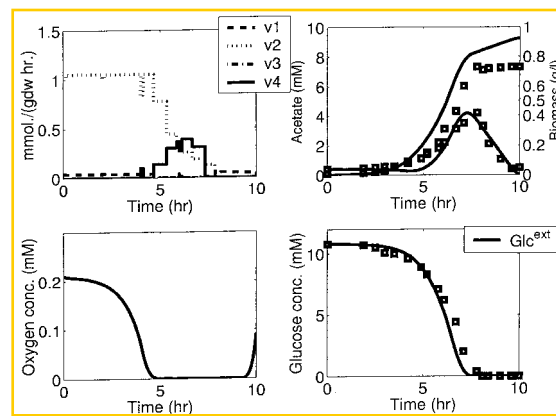 mmol./(gdw hr.)
1.5
1
0.5
0
0
5
10
Time (hr)
v1
v2
v3
v4
Acetate (mM)
10
8
6
4
2
0
0
5
10
Time (hr)
1
0.8
0.6
0.5
0.4
0.2
0
Biomass (g/l)
Oxygen conc. (mM)
0.2
0.1
0
0
5
10
Time (hr)
Glucose conc. (mM)
10
5
0
0
5
10
Time (hr)
Glc^ext